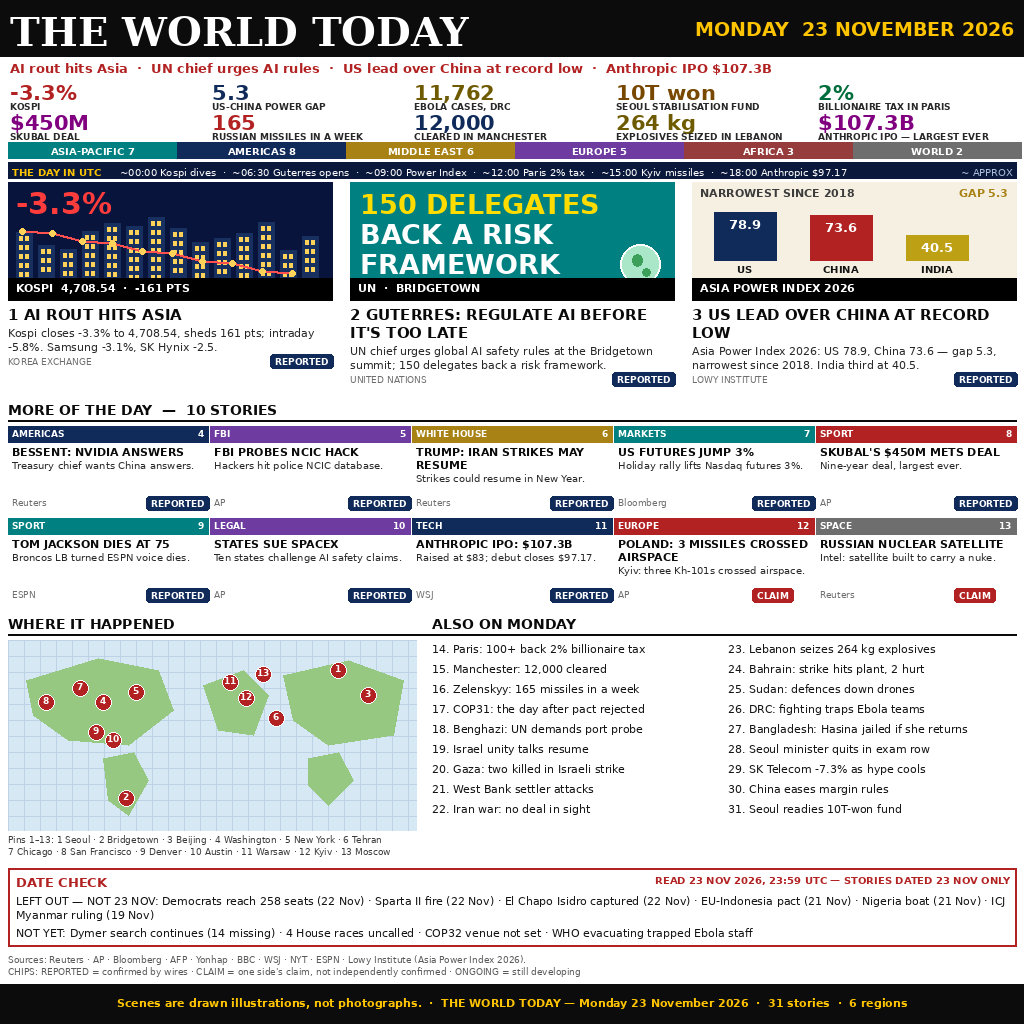 THE WORLD TODAY
MONDAY 23 NOVEMBER 2026
AI rout hits Asia · UN chief urges AI rules · US lead over China at record low · Anthropic IPO $107.3B
-3.3%
KOSPI
5.3
US-CHINA POWER GAP
11,762
EBOLA CASES, DRC
10T won
SEOUL STABILISATION FUND
2%
BILLIONAIRE TAX IN PARIS
$450M
SKUBAL DEAL
165
RUSSIAN MISSILES IN A WEEK
12,000
CLEARED IN MANCHESTER
264 kg
EXPLOSIVES SEIZED IN LEBANON
$107.3B
ANTHROPIC IPO — LARGEST EVER
ASIA-PACIFIC 7
AMERICAS 8
MIDDLE EAST 6
EUROPE 5
AFRICA 3
WORLD 2
THE DAY IN UTC ~00:00 Kospi dives · ~06:30 Guterres opens · ~09:00 Power Index · ~12:00 Paris 2% tax · ~15:00 Kyiv missiles · ~18:00 Anthropic $97.17
~ APPROX
-3.3%
KOSPI 4,708.54 · -161 PTS
150 DELEGATES
BACK A RISK
FRAMEWORK
UN · BRIDGETOWN
NARROWEST SINCE 2018
GAP 5.3
78.9
73.6
40.5
US
CHINA
INDIA
ASIA POWER INDEX 2026
1 AI ROUT HITS ASIA
Kospi closes -3.3% to 4,708.54, sheds 161 pts; intraday
-5.8%. Samsung -3.1%, SK Hynix -2.5.
KOREA EXCHANGE
REPORTED
2 GUTERRES: REGULATE AI BEFORE
IT'S TOO LATE
UN chief urges global AI safety rules at the Bridgetown
summit; 150 delegates back a risk framework.
UNITED NATIONS
REPORTED
3 US LEAD OVER CHINA AT RECORD
LOW
Asia Power Index 2026: US 78.9, China 73.6 — gap 5.3,
narrowest since 2018. India third at 40.5.
LOWY INSTITUTE
REPORTED
MORE OF THE DAY — 10 STORIES
AMERICAS 4
BESSENT: NVIDIA ANSWERS
Treasury chief wants China answers.
Reuters
REPORTED
FBI 5
FBI PROBES NCIC HACK
Hackers hit police NCIC database.
AP
REPORTED
WHITE HOUSE 6
TRUMP: IRAN STRIKES MAY
RESUME
Strikes could resume in New Year.
Reuters
REPORTED
MARKETS 7
US FUTURES JUMP 3%
Holiday rally lifts Nasdaq futures 3%.
Bloomberg
REPORTED
SPORT 8
SKUBAL'S $450M METS DEAL
Nine-year deal, largest ever.
AP
REPORTED
SPORT 9
TOM JACKSON DIES AT 75
Broncos LB turned ESPN voice dies.
ESPN
REPORTED
LEGAL 10
STATES SUE SPACEX
Ten states challenge AI safety claims.
AP
REPORTED
TECH 11
ANTHROPIC IPO: $107.3B
Raised at $83; debut closes $97.17.
WSJ
REPORTED
EUROPE 12
POLAND: 3 MISSILES CROSSED
AIRSPACE
Kyiv: three Kh-101s crossed airspace.
AP
CLAIM
SPACE 13
RUSSIAN NUCLEAR SATELLITE
Intel: satellite built to carry a nuke.
Reuters
CLAIM
WHERE IT HAPPENED
8
7
4
5
9
10
2
11
13
12
6
1
3
Pins 1–13: 1 Seoul · 2 Bridgetown · 3 Beijing · 4 Washington · 5 New York · 6 Tehran
7 Chicago · 8 San Francisco · 9 Denver · 10 Austin · 11 Warsaw · 12 Kyiv · 13 Moscow
ALSO ON MONDAY
14. Paris: 100+ back 2% billionaire tax
15. Manchester: 12,000 cleared
16. Zelenskyy: 165 missiles in a week
17. COP31: the day after pact rejected
18. Benghazi: UN demands port probe
19. Israel unity talks resume
20. Gaza: two killed in Israeli strike
21. West Bank settler attacks
22. Iran war: no deal in sight
23. Lebanon seizes 264 kg explosives
24. Bahrain: strike hits plant, 2 hurt
25. Sudan: defences down drones
26. DRC: fighting traps Ebola teams
27. Bangladesh: Hasina jailed if she returns
28. Seoul minister quits in exam row
29. SK Telecom -7.3% as hype cools
30. China eases margin rules
31. Seoul readies 10T-won fund
DATE CHECK
READ 23 NOV 2026, 23:59 UTC — STORIES DATED 23 NOV ONLY
LEFT OUT — NOT 23 NOV: Democrats reach 258 seats (22 Nov) · Sparta II fire (22 Nov) · El Chapo Isidro captured (22 Nov) · EU-Indonesia pact (21 Nov) · Nigeria boat (21 Nov) · ICJ
Myanmar ruling (19 Nov)
NOT YET: Dymer search continues (14 missing) · 4 House races uncalled · COP32 venue not set · WHO evacuating trapped Ebola staff
Sources: Reuters · AP · Bloomberg · AFP · Yonhap · BBC · WSJ · NYT · ESPN · Lowy Institute (Asia Power Index 2026).
CHIPS: REPORTED = confirmed by wires · CLAIM = one side's claim, not independently confirmed · ONGOING = still developing
Scenes are drawn illustrations, not photographs. · THE WORLD TODAY — Monday 23 November 2026 · 31 stories · 6 regions